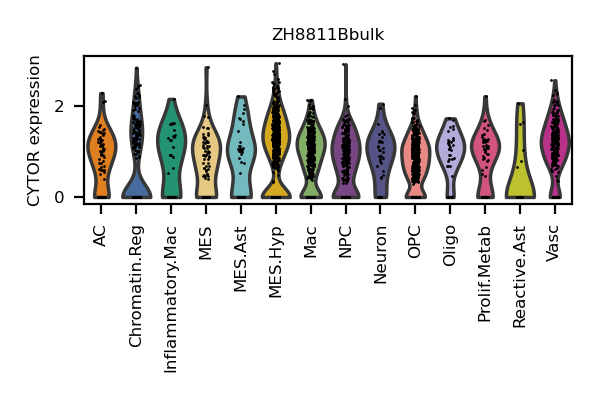 ZH8811Bbulk
CYTOR expression
2
0
AC
Chromatin.Reg
Inflammatory.Mac
MES
MES.Ast
MES.Hyp
Mac
NPC
Neuron
OPC
Oligo
Prolif.Metab
Reactive.Ast
Vasc